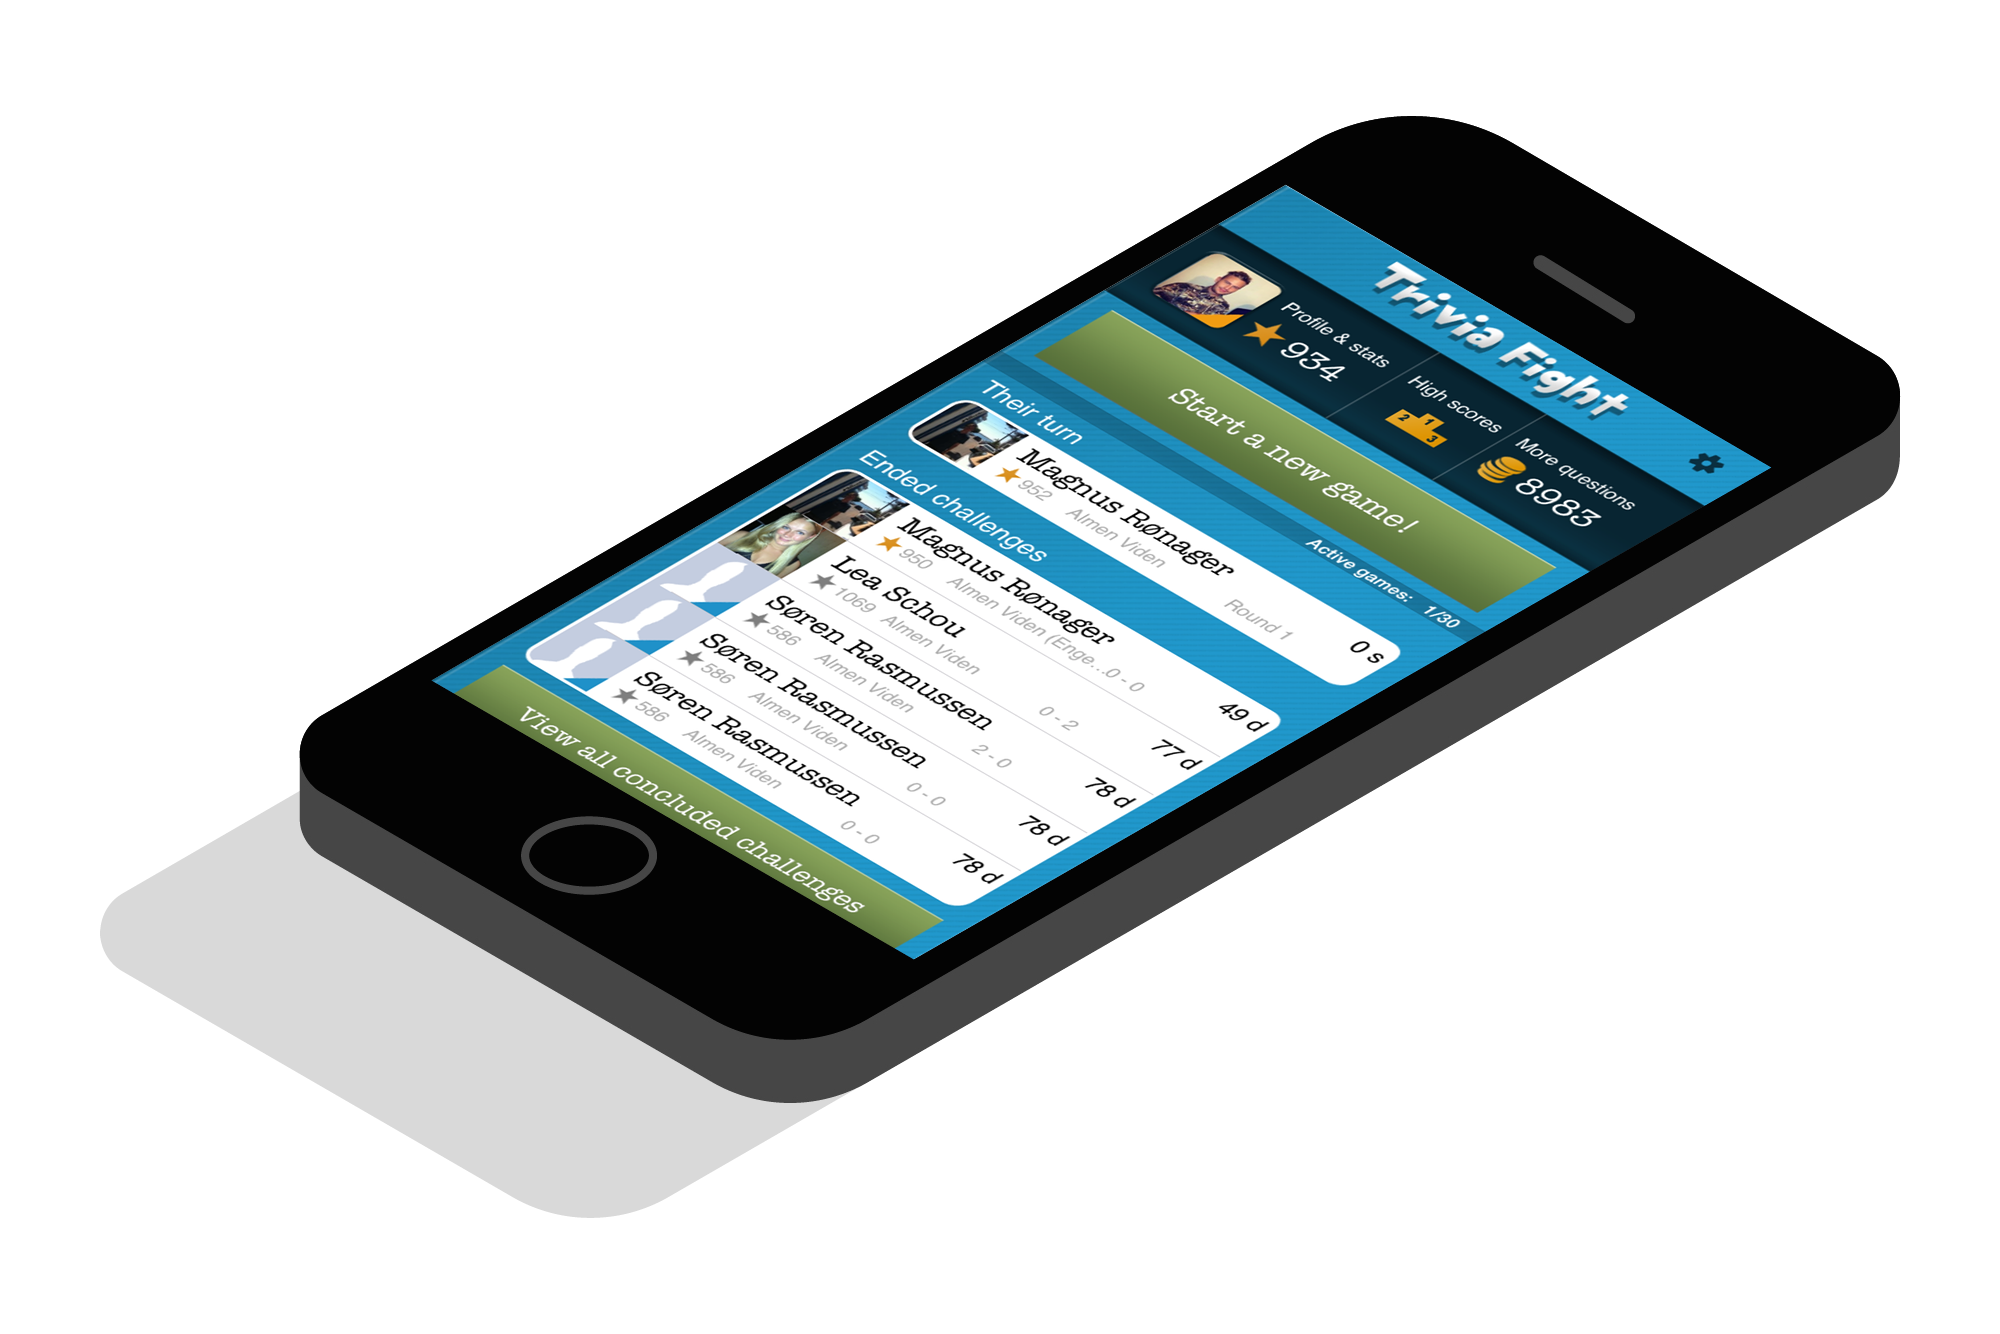 Trivia Fight
Profile & stats
934
High scores
2 1 3
More questions
8983
Start a new game!
Active games: 1/30
Their turn
Magnus Rønager
952 Almen Viden Round 1 0 s
Ended challenges
Magnus Rønager
950 Almen Viden (Enge...0 - 0 49 d
Lea Schou
1069 Almen Viden 0 - 2 77 d
Søren Rasmussen
586 Almen Viden 2 - 0 78 d
Søren Rasmussen
586 Almen Viden 0 - 0 78 d
Søren Rasmussen
586 Almen Viden 0 - 0 78 d
View all concluded challenges